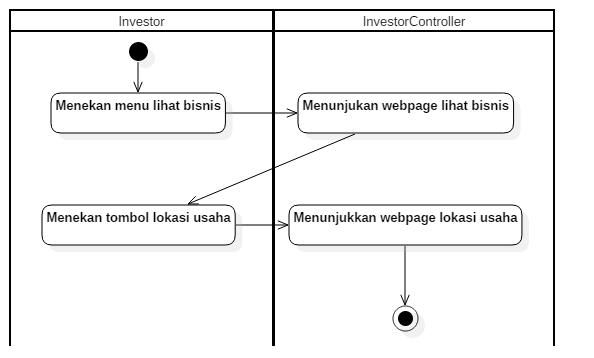 Investor
InvestorController
Menekan menu lihat bisnis
Menunjukan webpage lihat bisnis
Menekan tombol lokasi usaha
Menunjukkan webpage lokasi usaha